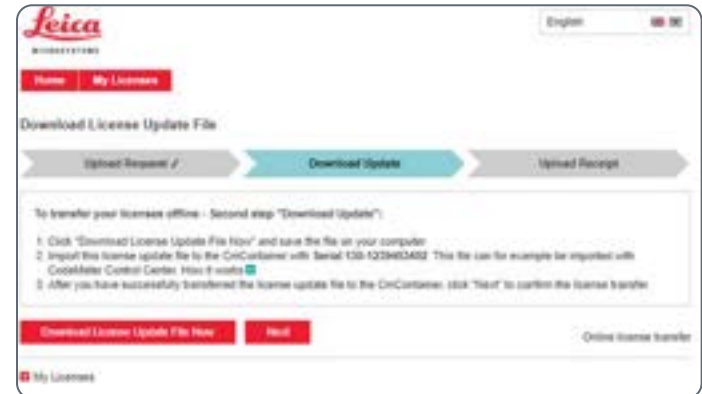 Leica
MICROSYSTEMS
English
Home My Licenses
Download License Update File
Upload Request ✓ Download Update Upload Receipt
To transfer your licenses offline - Second step "Download Update":
1. Click "Download License Update File Now" and save the file on your computer
2. Import this license update file to the CmContainer with Serial This file can for example be imported with
CodeMeter Control Center. How it works
3. After you have successfully transferred the license update file to the CmContainer, click "Next" to confirm the license transfer
Download License Update File Now Next Online license transfer
My Licenses